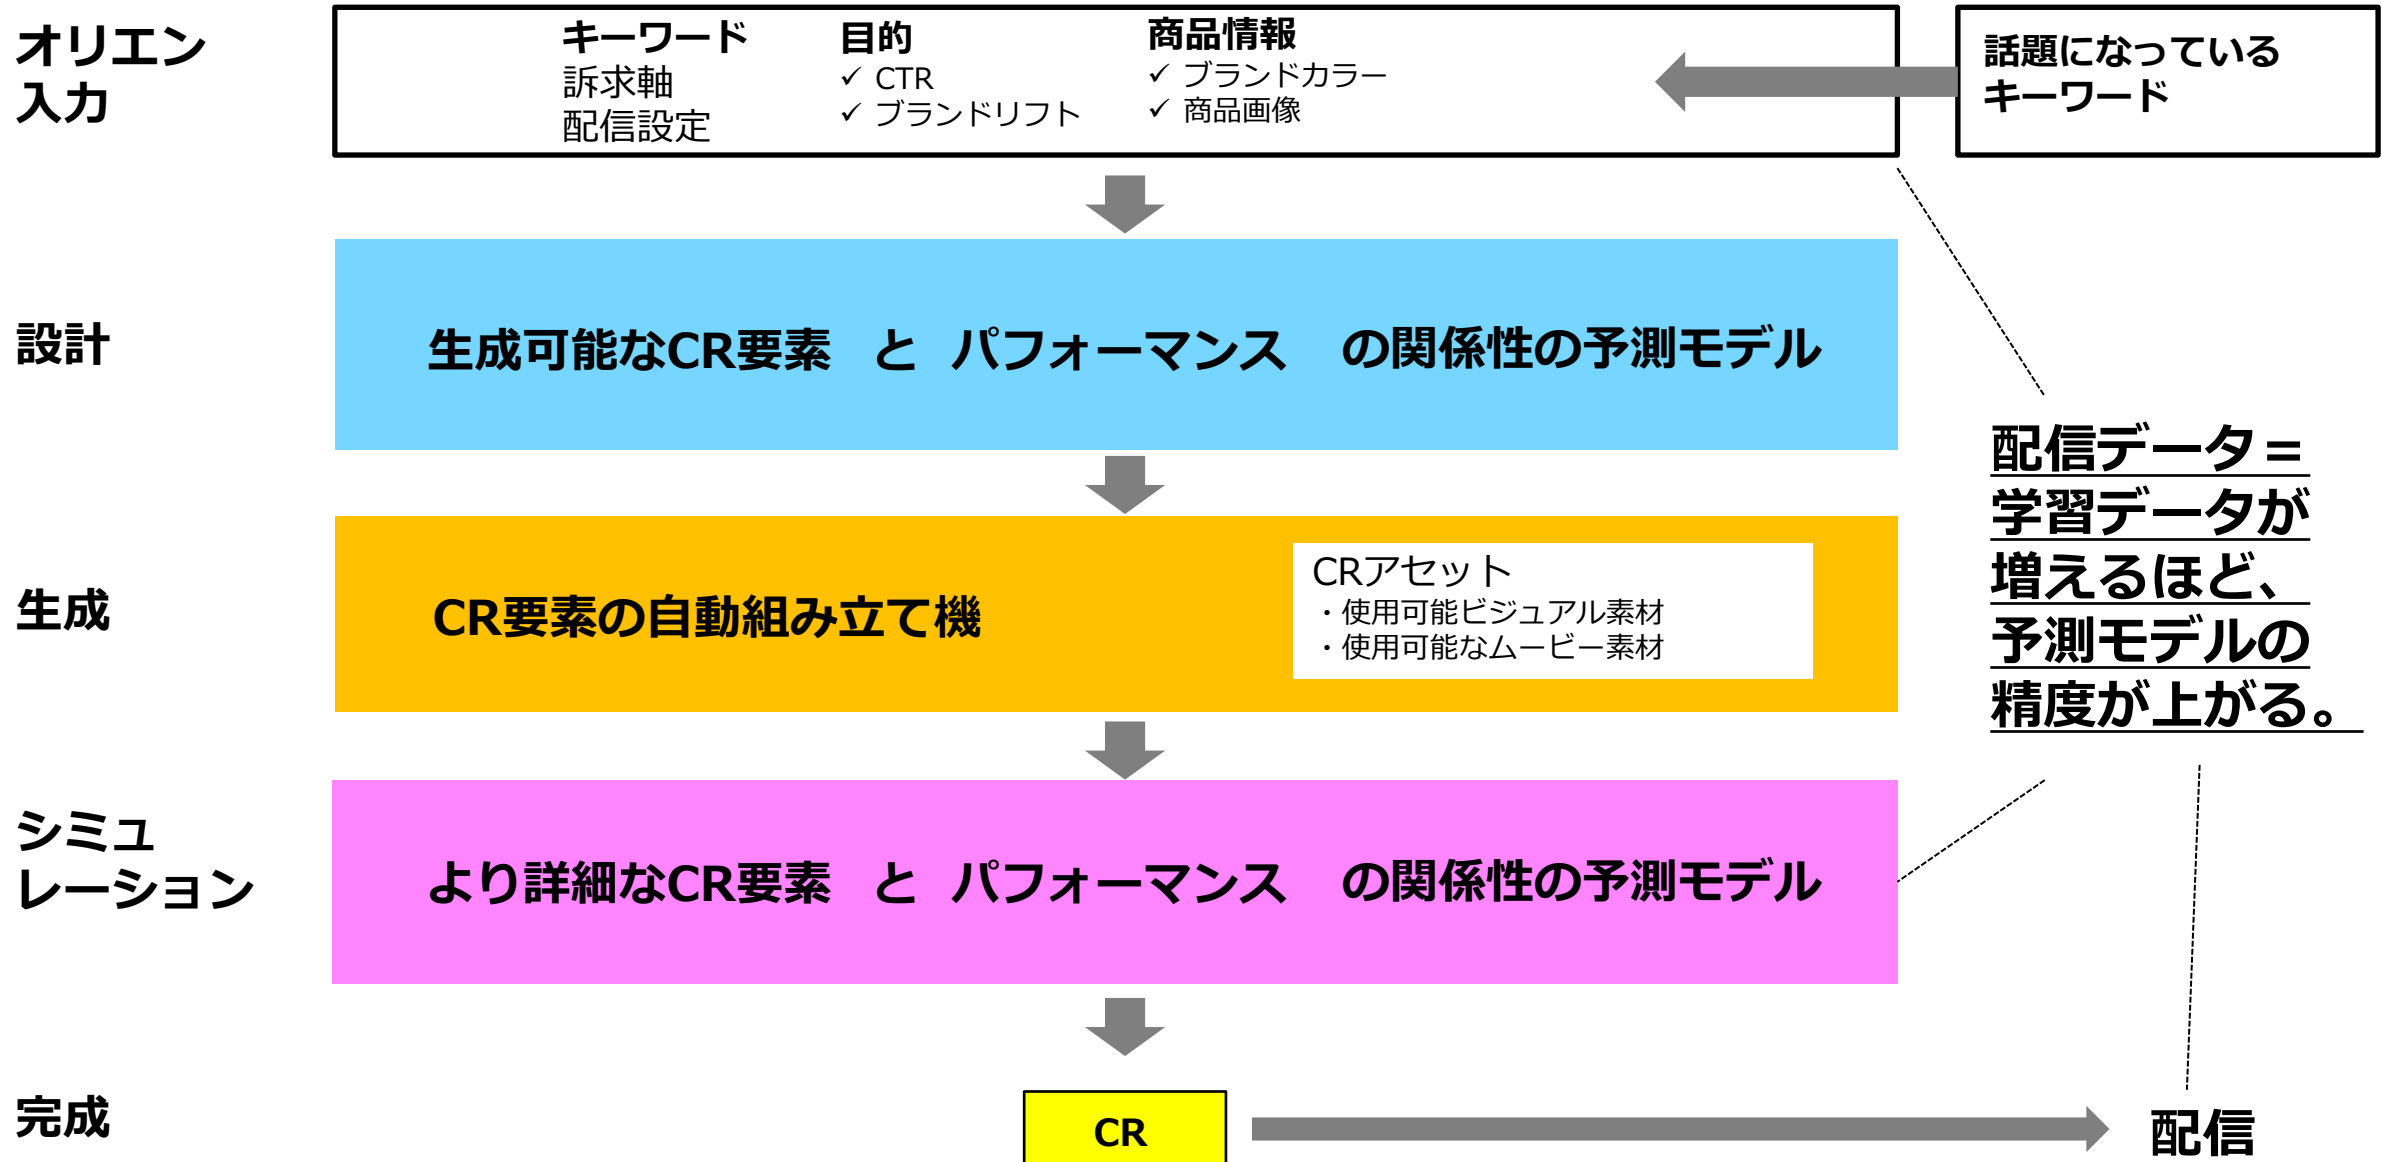 オリエン
入力
キーワード
訴求軸
配信設定
目的
✓ CTR
✓ ブランドリフト
商品情報
✓ ブランドカラー
✓ 商品画像
話題になっている
キーワード
設計
生成可能なCR要素 と パフォーマンス の関係性の予測モデル
生成
CR要素の自動組み立て機
CRアセット
・使用可能ビジュアル素材
・使用可能なムービー素材
配信データ＝
学習データが
増えるほど、
予測モデルの
精度が上がる。
シミュ
レーション
より詳細なCR要素 と パフォーマンス の関係性の予測モデル
完成
CR
配信